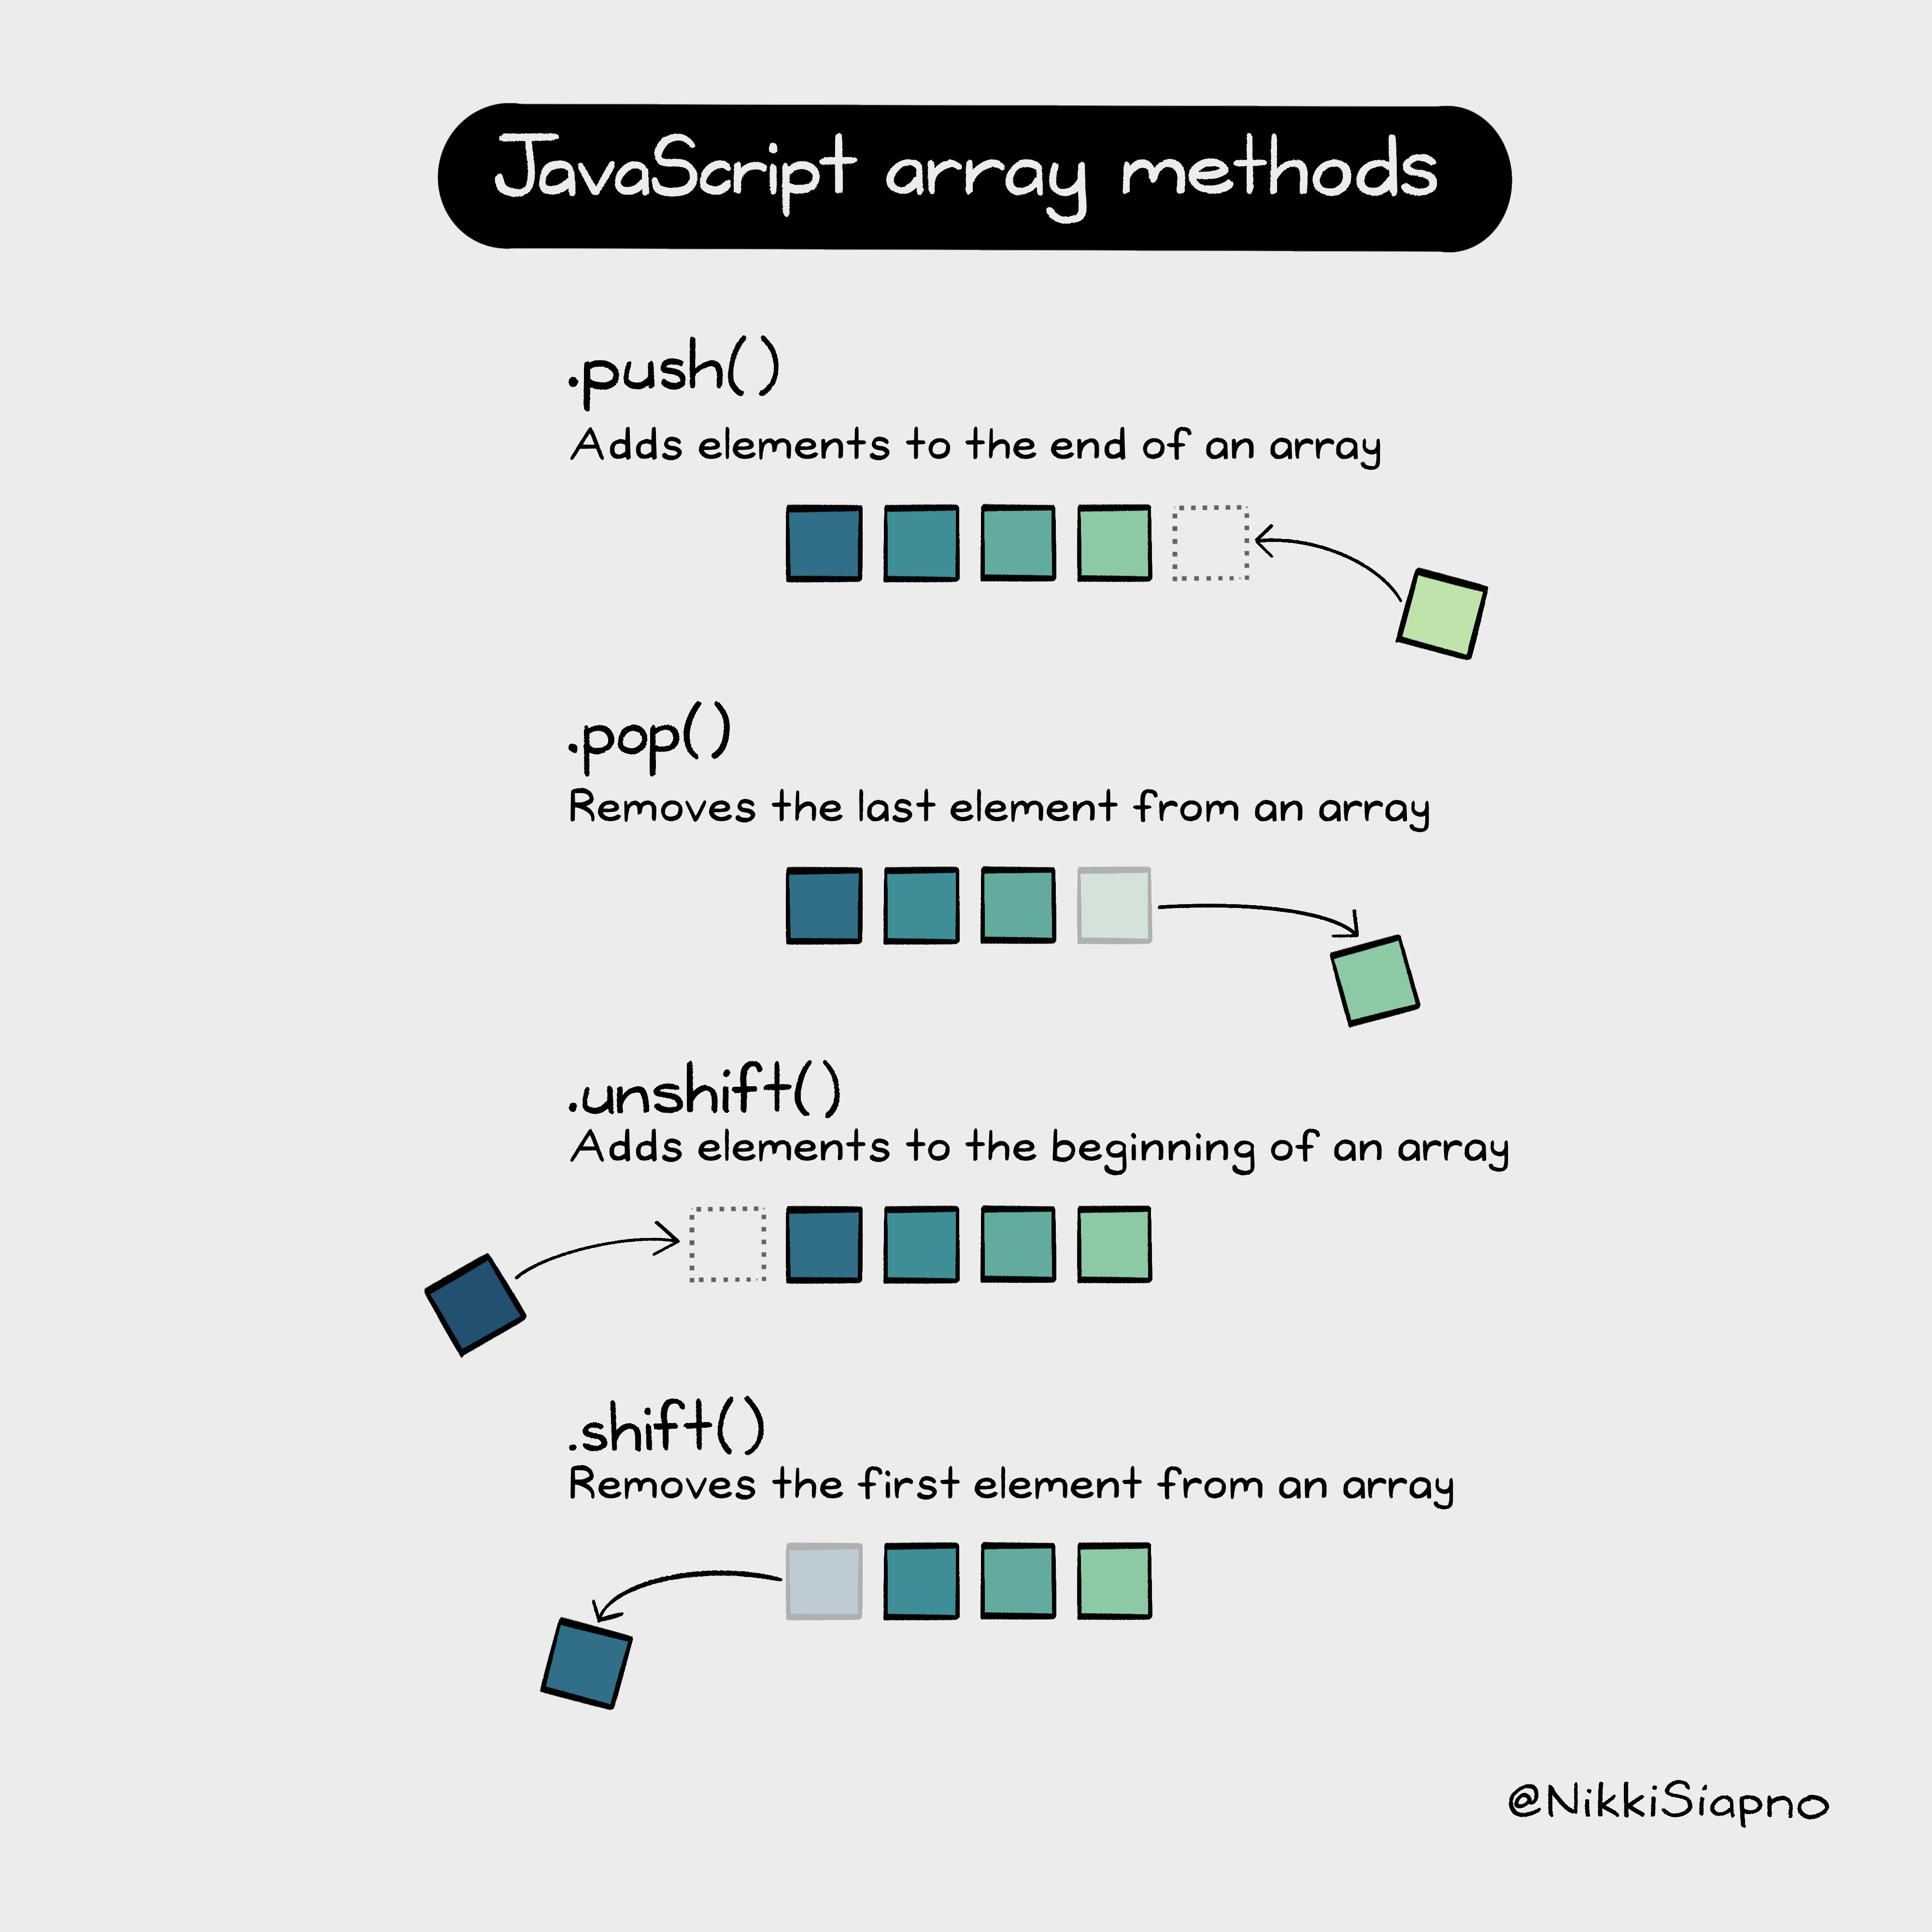 JavaScript array methods
.push()
Adds elements to the end of an array
.pop()
Removes the last element from an array
.unshift()
Adds elements to the beginning of an array
.shift()
Removes the first element from an array
@NikkiSiapno